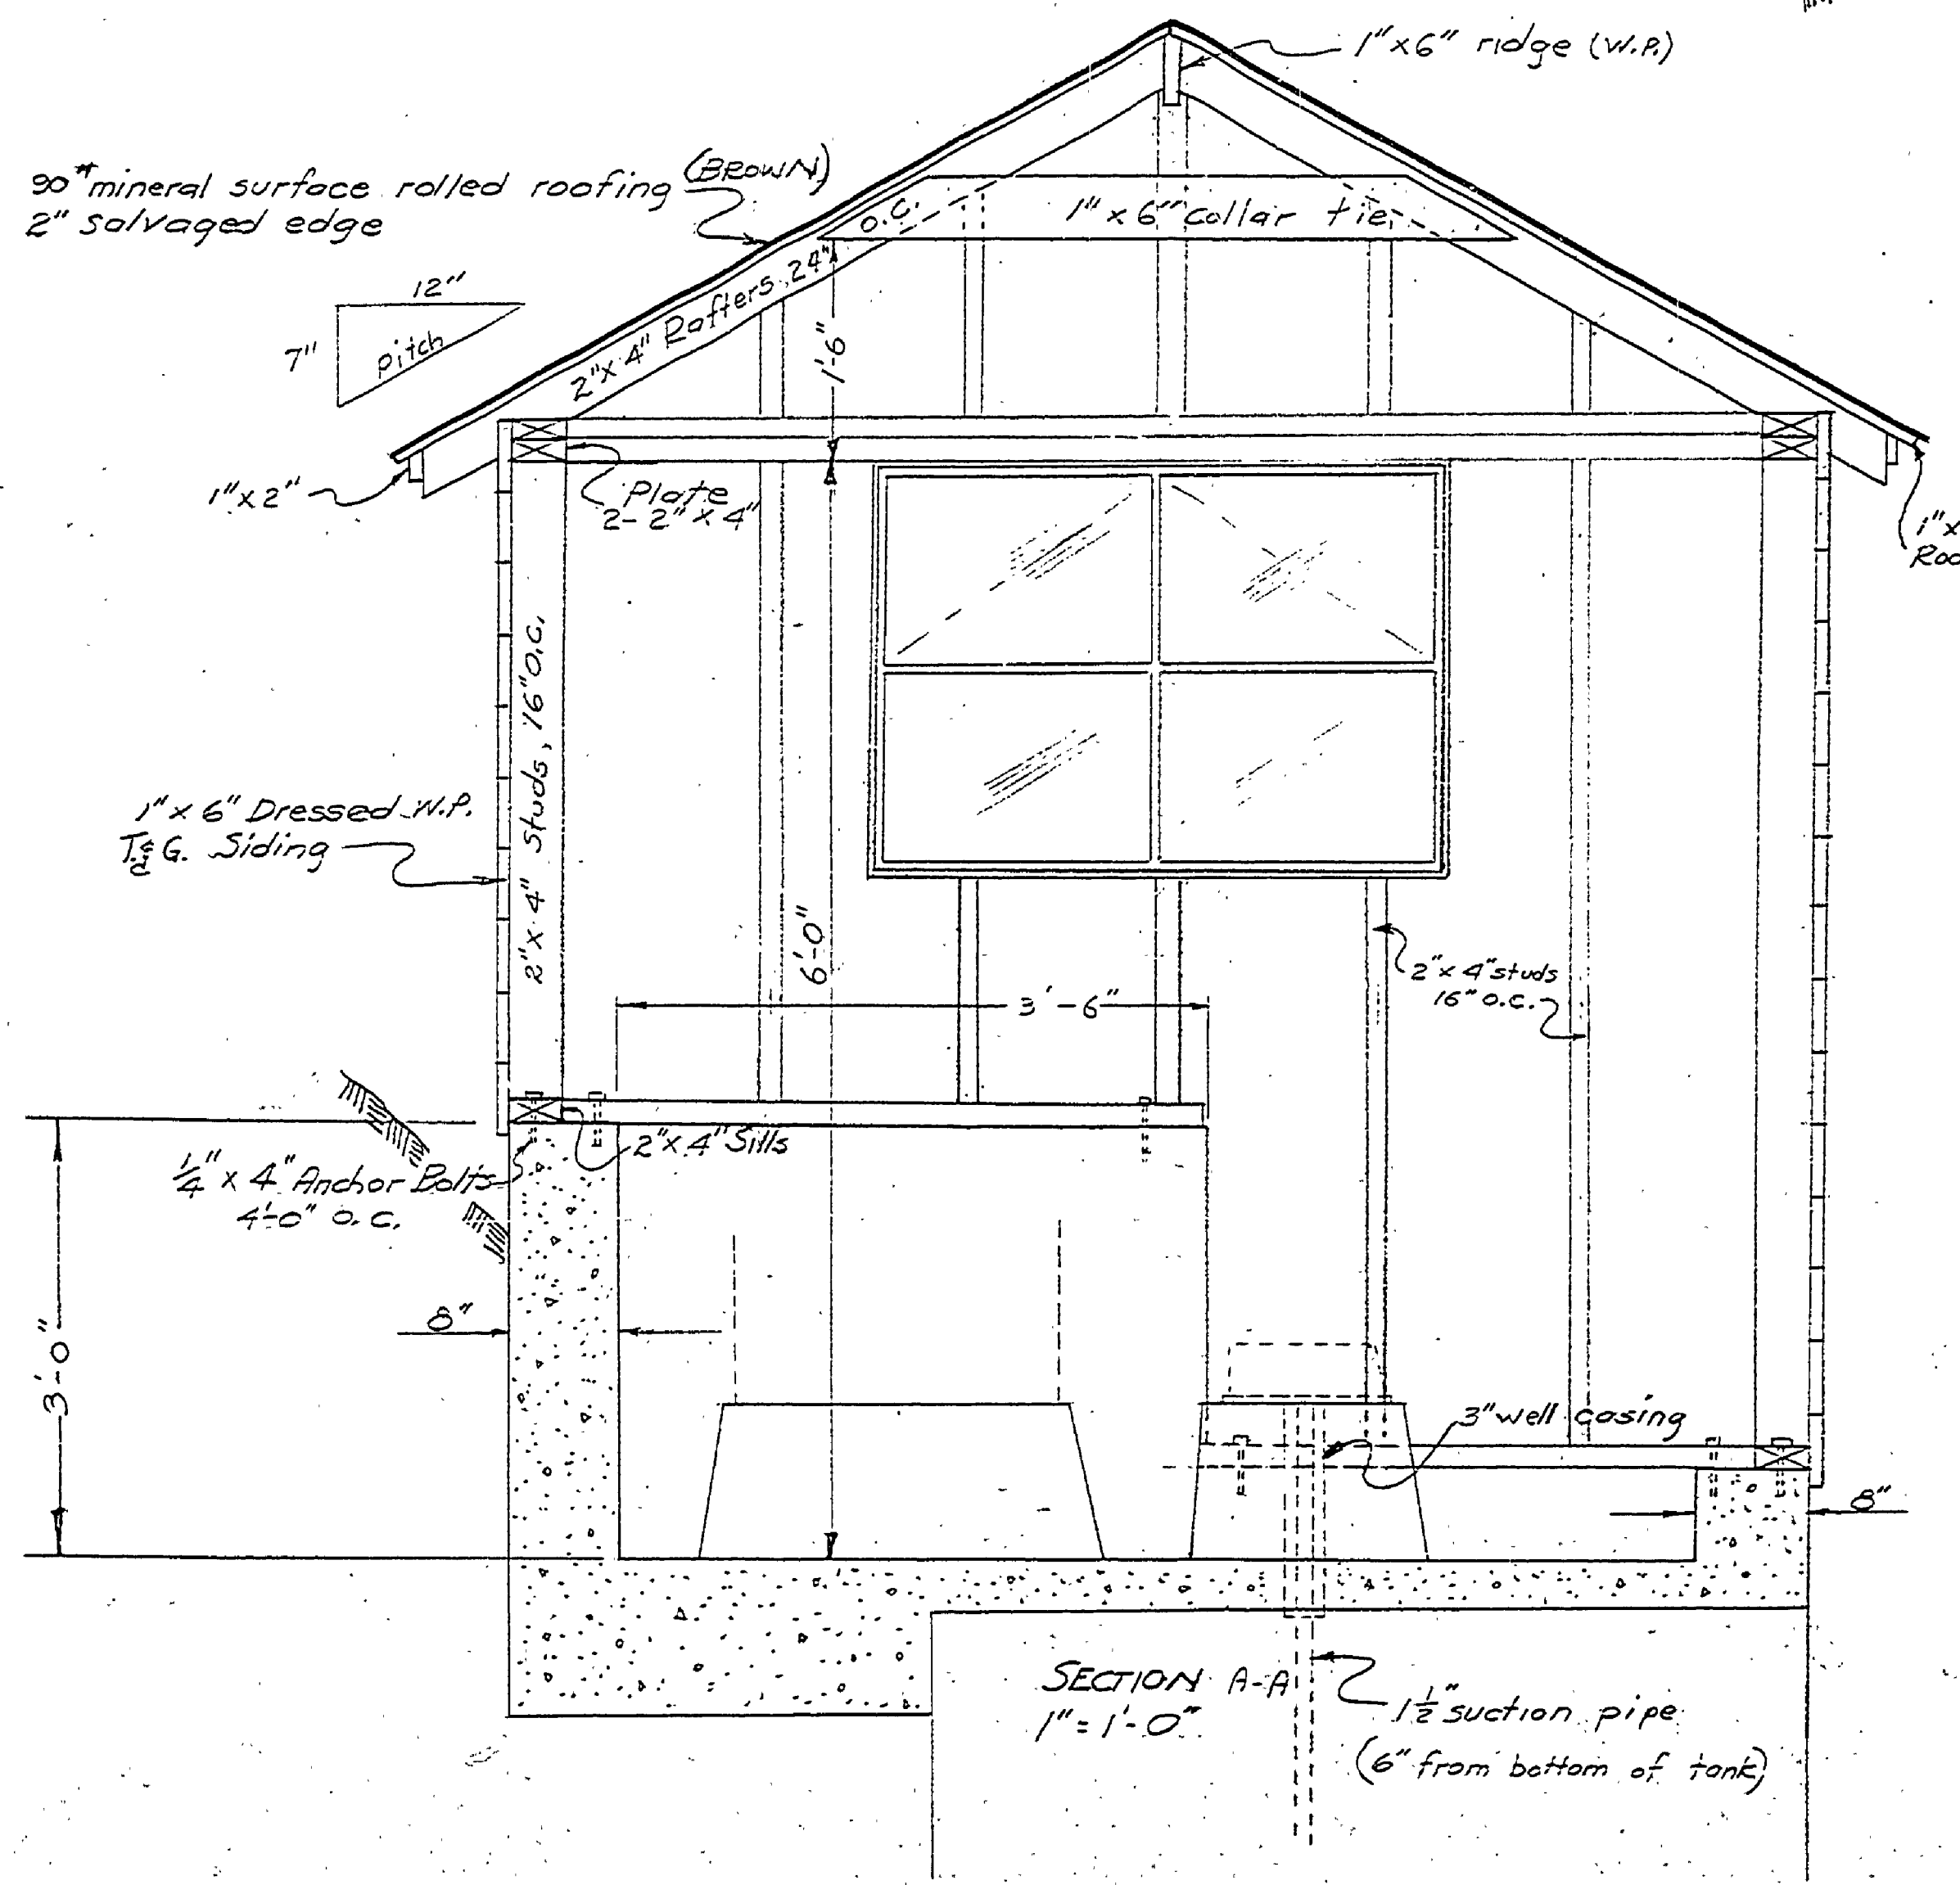 1"x6" ridge (W.P.)
90# mineral surface rolled roofing (BROWN)
2" salvaged edge
12"
7"
pitch
2"x4" Rafters, 24" O.C.
1"x6" Collar tie
1'-6"
1"x2"
Plate
2-2"x4"
1"x
Roo
2"x4" Studs, 16" O.C.
1"x6" Dressed W.P.
T.&G. Siding
6'-0"
3'-6"
2"x4" studs
16" O.C.
2"x4" Sills
1/4" x 4" Anchor Bolts
4'-0" O.C.
8"
3'-0"
3" well casing
8"
SECTION A-A
1" = 1'-0"
1 1/2" suction pipe
(6" from bottom of tank)